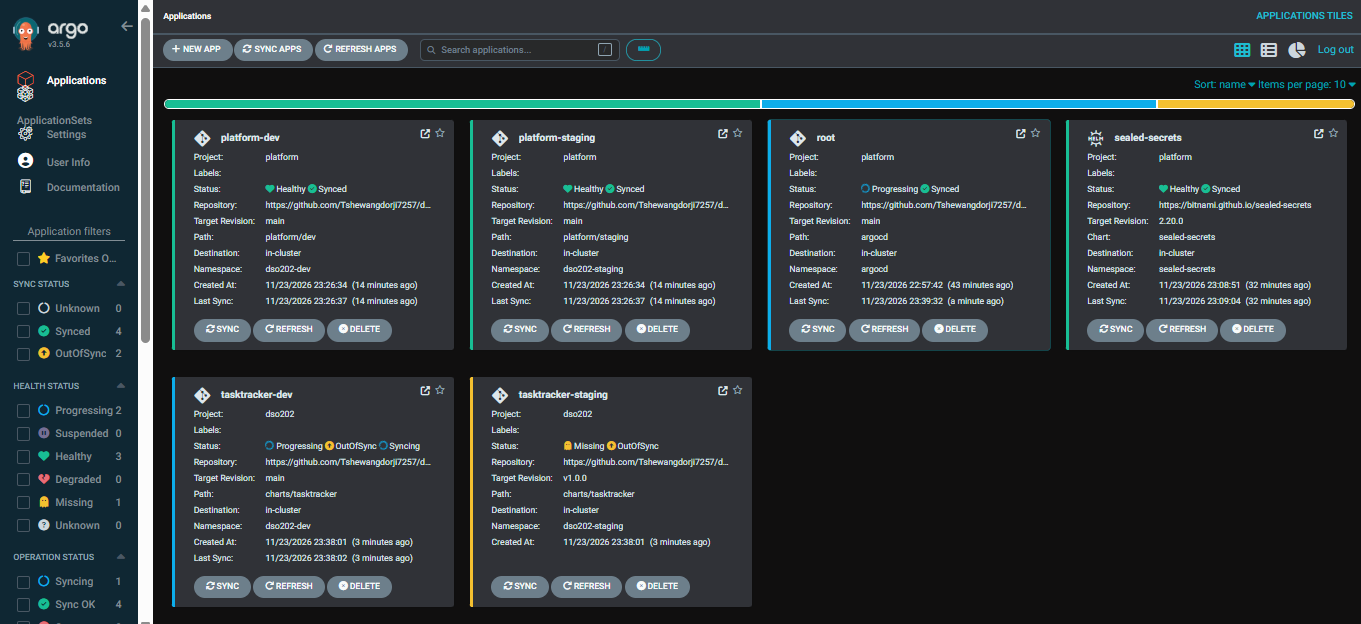 argo
v3.5.6
Applications
ApplicationSets
Settings
User Info
Documentation
Application filters
Favorites O...
SYNC STATUS
Unknown 0
Synced 4
OutOfSync 2
HEALTH STATUS
Progressing 2
Suspended 0
Healthy 3
Degraded 0
Missing 1
Unknown 0
OPERATION STATUS
Syncing 1
Sync OK 4
Applications
APPLICATIONS TILES
+ NEW APP SYNC APPS REFRESH APPS Search applications... /
Log out
Sort: name Items per page: 10
platform-dev
Project: platform
Labels:
Status: Healthy Synced
Repository: https://github.com/Tshewangdorji7257/d...
Target Revision: main
Path: platform/dev
Destination: in-cluster
Namespace: dso202-dev
Created At: 11/23/2026 23:26:34 (14 minutes ago)
Last Sync: 11/23/2026 23:26:37 (14 minutes ago)
SYNC REFRESH DELETE
platform-staging
Project: platform
Labels:
Status: Healthy Synced
Repository: https://github.com/Tshewangdorji7257/d...
Target Revision: main
Path: platform/staging
Destination: in-cluster
Namespace: dso202-staging
Created At: 11/23/2026 23:26:34 (14 minutes ago)
Last Sync: 11/23/2026 23:26:37 (14 minutes ago)
SYNC REFRESH DELETE
root
Project: platform
Labels:
Status: Progressing Synced
Repository: https://github.com/Tshewangdorji7257/d...
Target Revision: main
Path: argocd
Destination: in-cluster
Namespace: argocd
Created At: 11/23/2026 22:57:42 (43 minutes ago)
Last Sync: 11/23/2026 23:39:32 (a minute ago)
SYNC REFRESH DELETE
HELM
sealed-secrets
Project: platform
Labels:
Status: Healthy Synced
Repository: https://bitnami.github.io/sealed-secrets
Target Revision: 2.20.0
Chart: sealed-secrets
Destination: in-cluster
Namespace: sealed-secrets
Created At: 11/23/2026 23:08:51 (32 minutes ago)
Last Sync: 11/23/2026 23:09:04 (32 minutes ago)
SYNC REFRESH DELETE
tasktracker-dev
Project: dso202
Labels:
Status: Progressing OutOfSync Syncing
Repository: https://github.com/Tshewangdorji7257/d...
Target Revision: main
Path: charts/tasktracker
Destination: in-cluster
Namespace: dso202-dev
Created At: 11/23/2026 23:38:01 (3 minutes ago)
Last Sync: 11/23/2026 23:38:02 (3 minutes ago)
SYNC REFRESH DELETE
tasktracker-staging
Project: dso202
Labels:
Status: Missing OutOfSync
Repository: https://github.com/Tshewangdorji7257/d...
Target Revision: v1.0.0
Path: charts/tasktracker
Destination: in-cluster
Namespace: dso202-staging
Created At: 11/23/2026 23:38:01 (3 minutes ago)
SYNC REFRESH DELETE